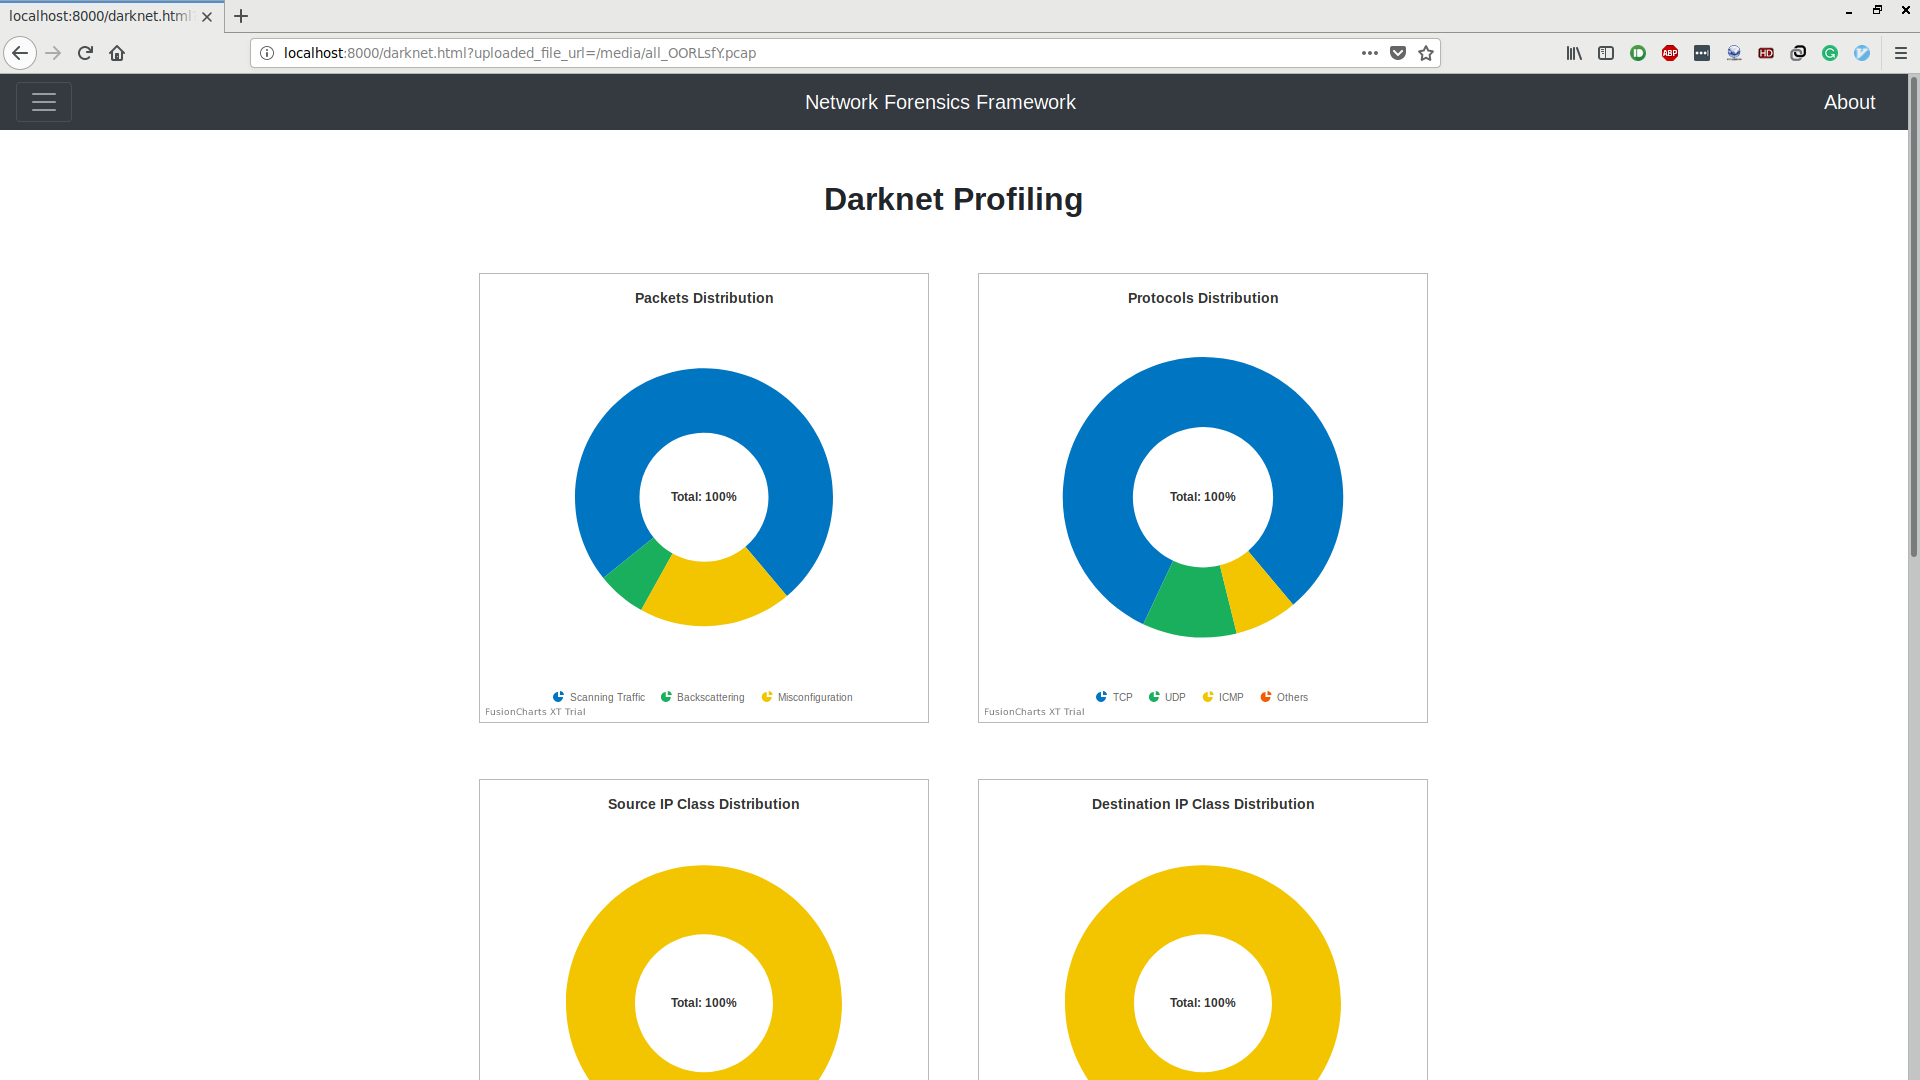 localhost:8000/darknet.html
localhost:8000/darknet.html?uploaded_file_url=/media/all_OORLsfY.pcap
ABP
HD
Network Forensics Framework
About
Darknet Profiling
Packets Distribution
Protocols Distribution
Total: 100%
Total: 100%
Scanning Traffic Backscattering Misconfiguration
TCP UDP ICMP Others
FusionCharts XT Trial
FusionCharts XT Trial
Source IP Class Distribution
Destination IP Class Distribution
Total: 100%
Total: 100%